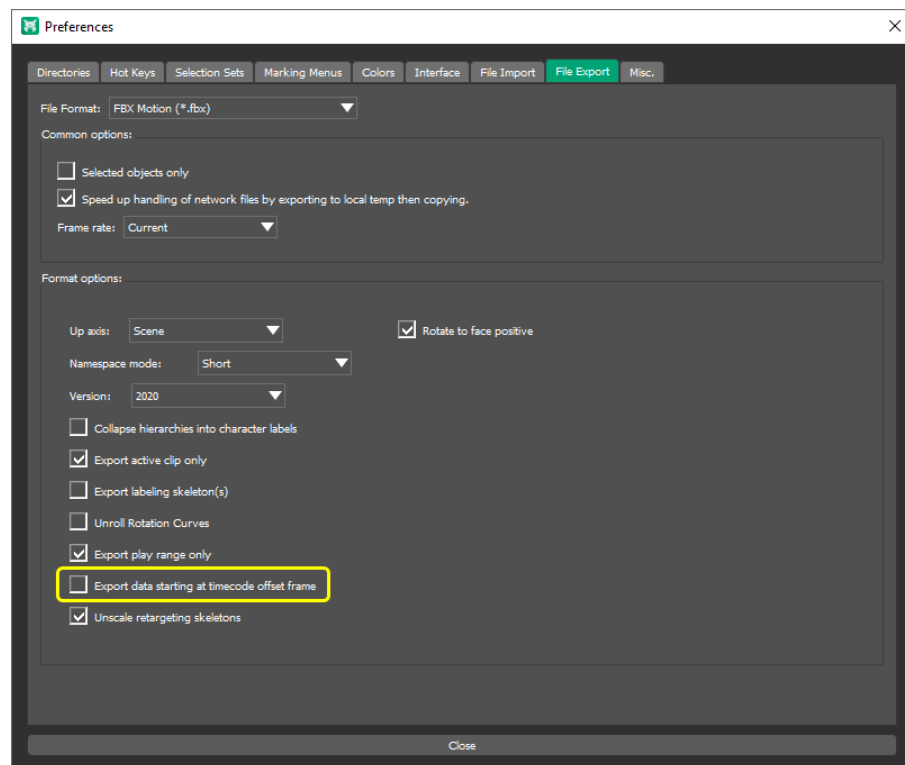 Preferences
Directories Hot Keys Selection Sets Marking Menus Colors Interface File Import File Export Misc.
File Format: FBX Motion (*.fbx)
Common options:
Selected objects only
Speed up handling of network files by exporting to local temp then copying.
Frame rate: Current
Format options:
Up axis: Scene Rotate to face positive
Namespace mode: Short
Version: 2020
Collapse hierarchies into character labels
Export active clip only
Export labeling skeleton(s)
Unroll Rotation Curves
Export play range only
Export data starting at timecode offset frame
Unscale retargeting skeletons
Close